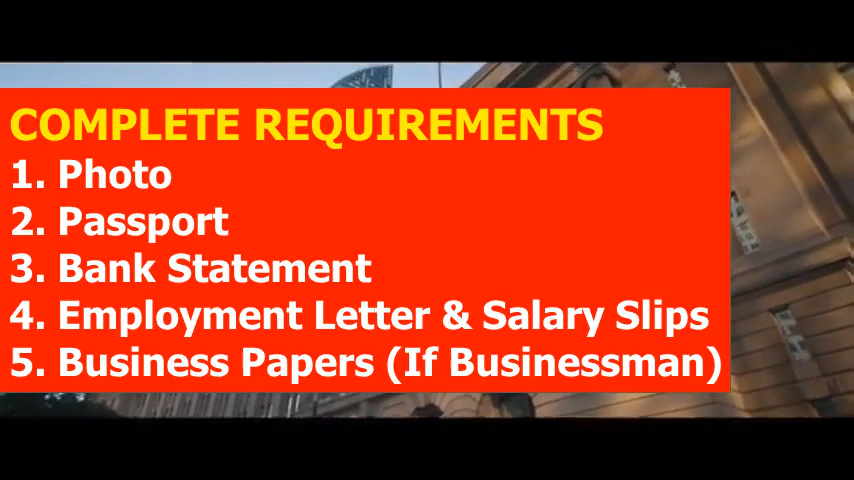 COMPLETE REQUIREMENTS
1. Photo
2. Passport
3. Bank Statement
4. Employment Letter & Salary Slips
5. Business Papers (If Businessman)